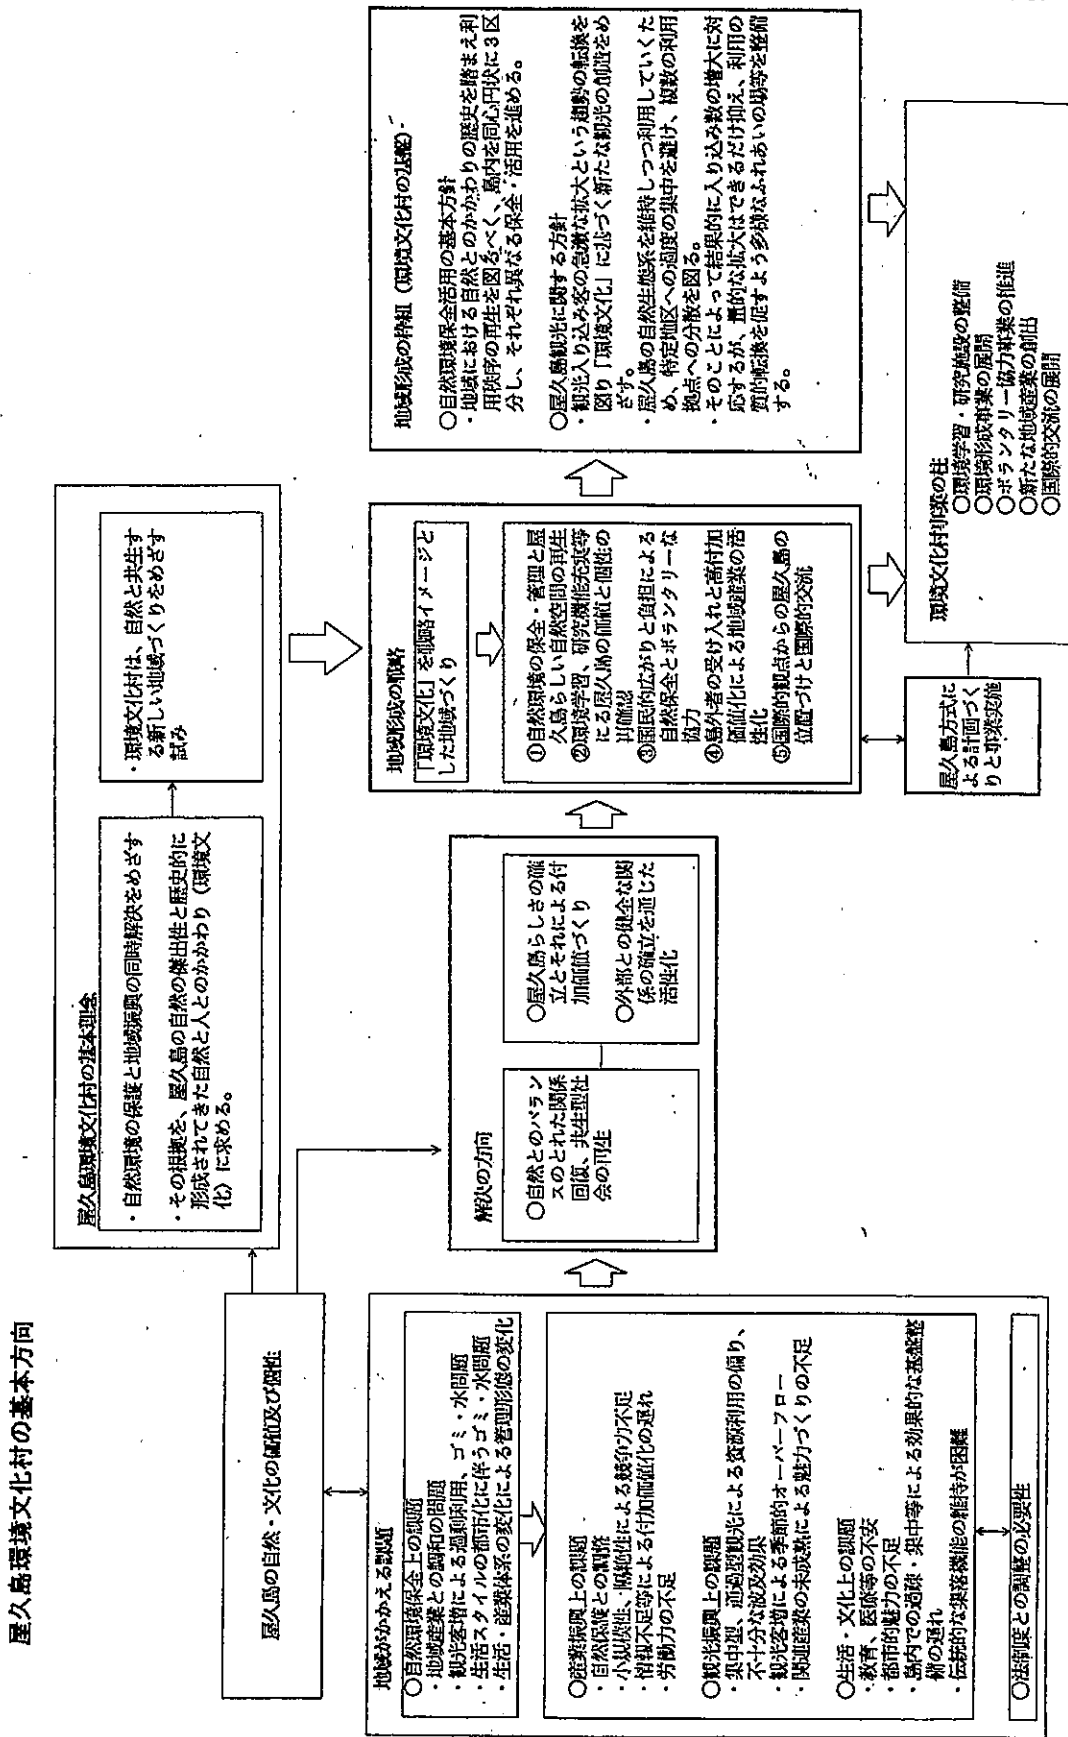 屋久島環境文化村の基本方向
屋久島の自然・文化の価値及び個性
屋久島環境文化村の基本理念
・自然環境の保護と地域振興の同時解決をめざす
・その根拠を、屋久島の自然の傑出性と歴史的に
形成されてきた自然と人とのかかわり（環境文
化）に求める。
・環境文化村は、自然と共生す
る新しい地域づくりをめざす
試み
地域がかかえる課題
○自然環境保全上の課題
・地域産業との調和の問題
・観光客増による過剰利用、ゴミ・水問題
・生活スタイルの都市化に伴うゴミ・水問題
・生活・産業体系の変化による管理形態の変化
○産業振興上の課題
・自然保護との調整
・小規模性、隔絶性による競争力不足
・情報不足等による付加価値化の遅れ
・労働力の不足
○観光振興上の課題
・集中型、通過型観光による資源利用の偏り、
不十分な波及効果
・観光客増による季節的オーバーフロー
・関連産業の未成熟による魅力づくりの不足
○生活・文化上の課題
・教育、医療等の不安
・都市的魅力の不足
・島内での過疎・集中等による効果的な基盤整
備の遅れ
・伝統的な集落機能の維持が困難
○法制度との調整の必要性
解決の方向
○自然とのバラン
スのとれた関係
回復、共生型社
会の再生
○屋久島らしさの確
立とそれによる付
加価値づくり
○外部との健全な関
係の確立を通じた
活性化
地域形成の戦略
「環境文化」を戦略イメージと
した地域づくり
①自然環境の保全・管理と屋
久島らしい自然空間の再生
②環境学習、研究機能充実等
による屋久島の価値と個性の
再確認
③国民的広がりと負担による
自然保全とボランタリーな
協力
④島外者の受け入れと高付加
価値化による地域産業の活
性化
⑤国際的観点からの屋久島の
位置づけと国際的交流
屋久島方式に
よる計画づく
りと事業実施
地域形成の枠組（環境文化村の基盤）
○自然環境保全活用の基本方針
・地域における自然とのかかわりの歴史を踏まえ利
用秩序の再生を図るべく、島内を同心円状に３区
分し、それぞれ異なる保全・活用を進める。
○屋久島観光に関する方針
・観光入り込み客の急激な拡大という趨勢の転換を
図り「環境文化」に基づく新たな観光の創造をめ
ざす。
・屋久島の自然生態系を維持しつつ利用していくた
め、特定地区への過度の集中を避け、複数の利用
拠点への分散を図る。
・そのことによって結果的に入り込み数の増大に対
応するが、量的な拡大はできるだけ抑え、利用の
質的転換を促すよう多様なふれあいの場等を整備
する。
環境文化村事業の柱
○環境学習・研究施設の整備
○環境形成事業の展開
○ボランタリー協力事業の推進
○新たな地域産業の創出
○国際的交流の展開